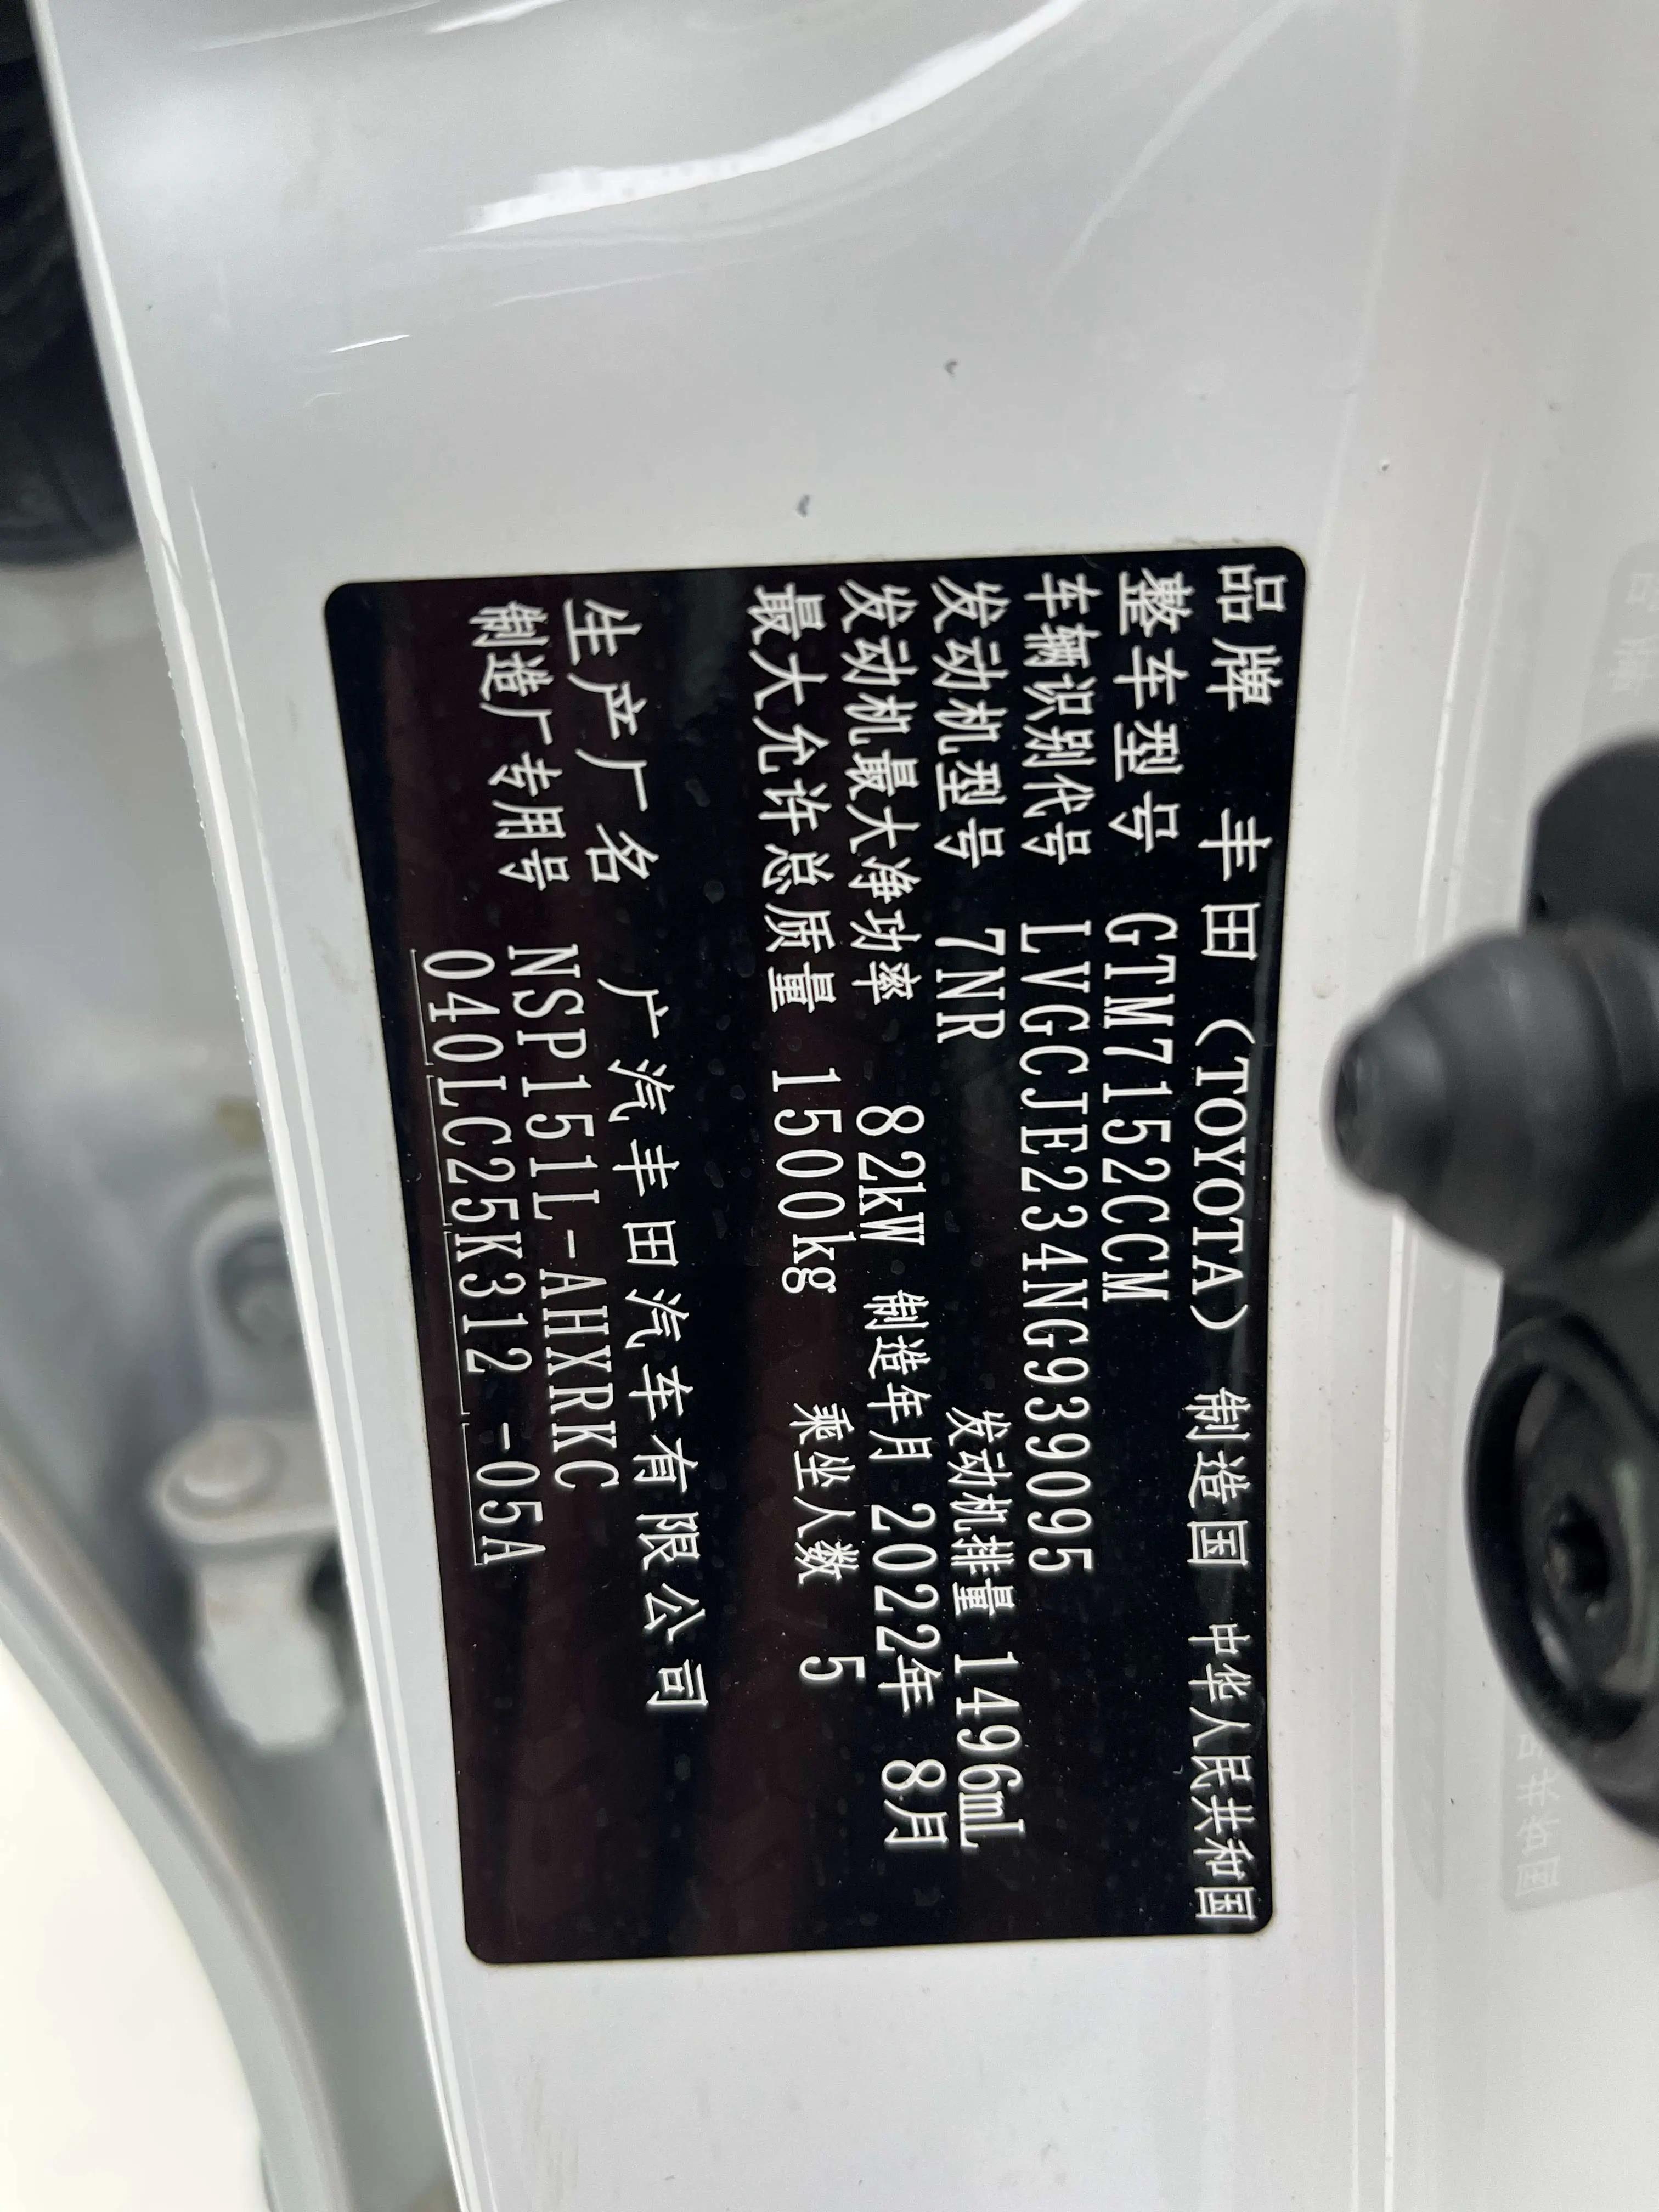 品牌 丰田 (TOYOTA) 制造国 中华人民共和国
整车型号 GTM7152CCM
车辆识别代号 LVGCJE234NG939095
发动机型号 7NR 发动机排量 1496mL
发动机最大净功率 82kW 制造年月 2022年 8月
最大允许总质量 1500kg 乘坐人数 5
生产厂名 广汽丰田汽车有限公司
制造厂专用号 NSP151L-AHXRKC
040LC25K312 -05A